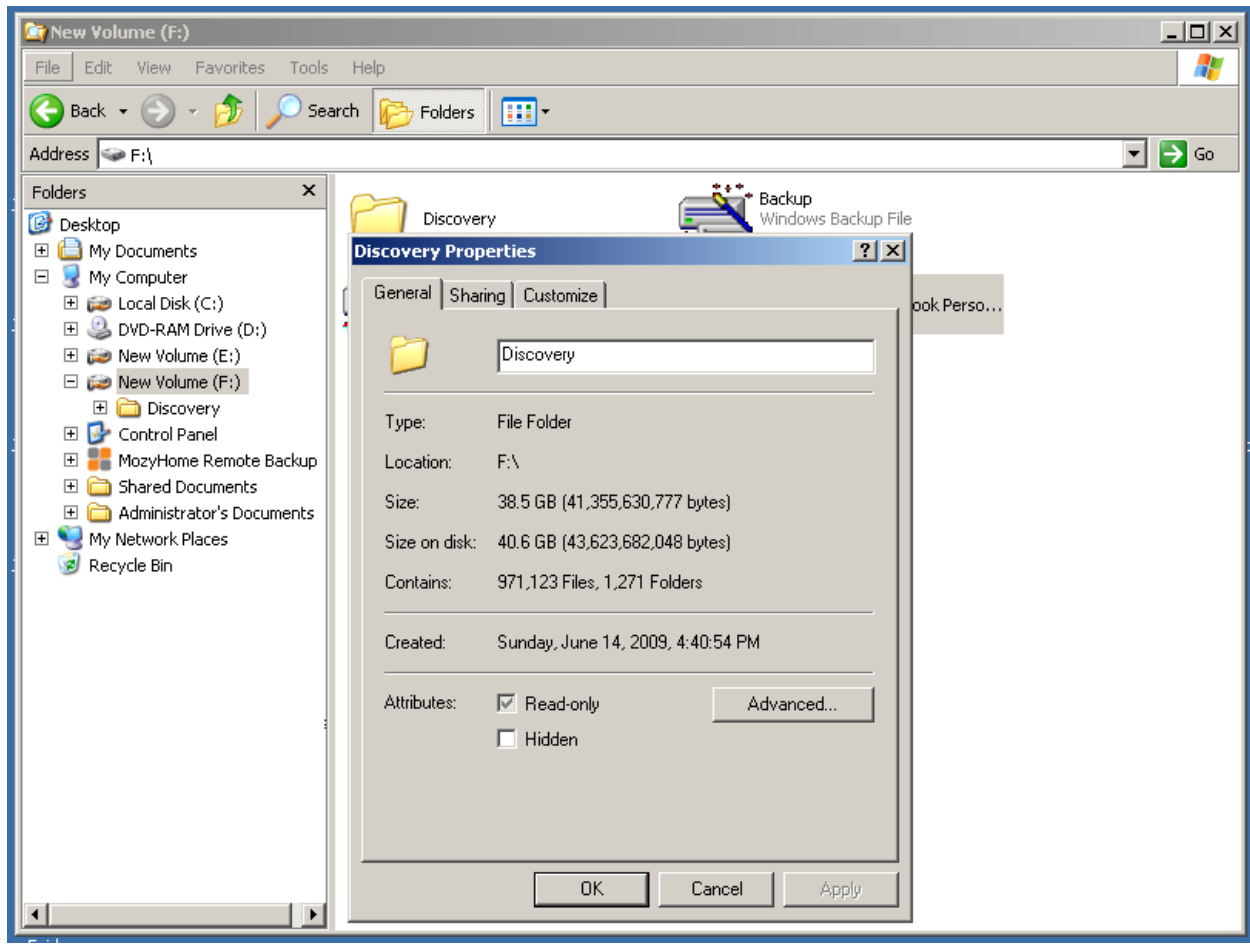 New Volume (F:)
File Edit View Favorites Tools Help
Back Search Folders
Address F:\ Go
Folders
Desktop
My Documents
My Computer
Local Disk (C:)
DVD-RAM Drive (D:)
New Volume (E:)
New Volume (F:)
Discovery
Control Panel
MozyHome Remote Backup
Shared Documents
Administrator's Documents
My Network Places
Recycle Bin
Discovery
Backup
Windows Backup File
ook Perso...
Discovery Properties
General Sharing Customize
Discovery
Type: File Folder
Location: F:\
Size: 38.5 GB (41,355,630,777 bytes)
Size on disk: 40.6 GB (43,623,682,048 bytes)
Contains: 971,123 Files, 1,271 Folders
Created: Sunday, June 14, 2009, 4:40:54 PM
Attributes: Read-only Advanced...
Hidden
OK Cancel Apply